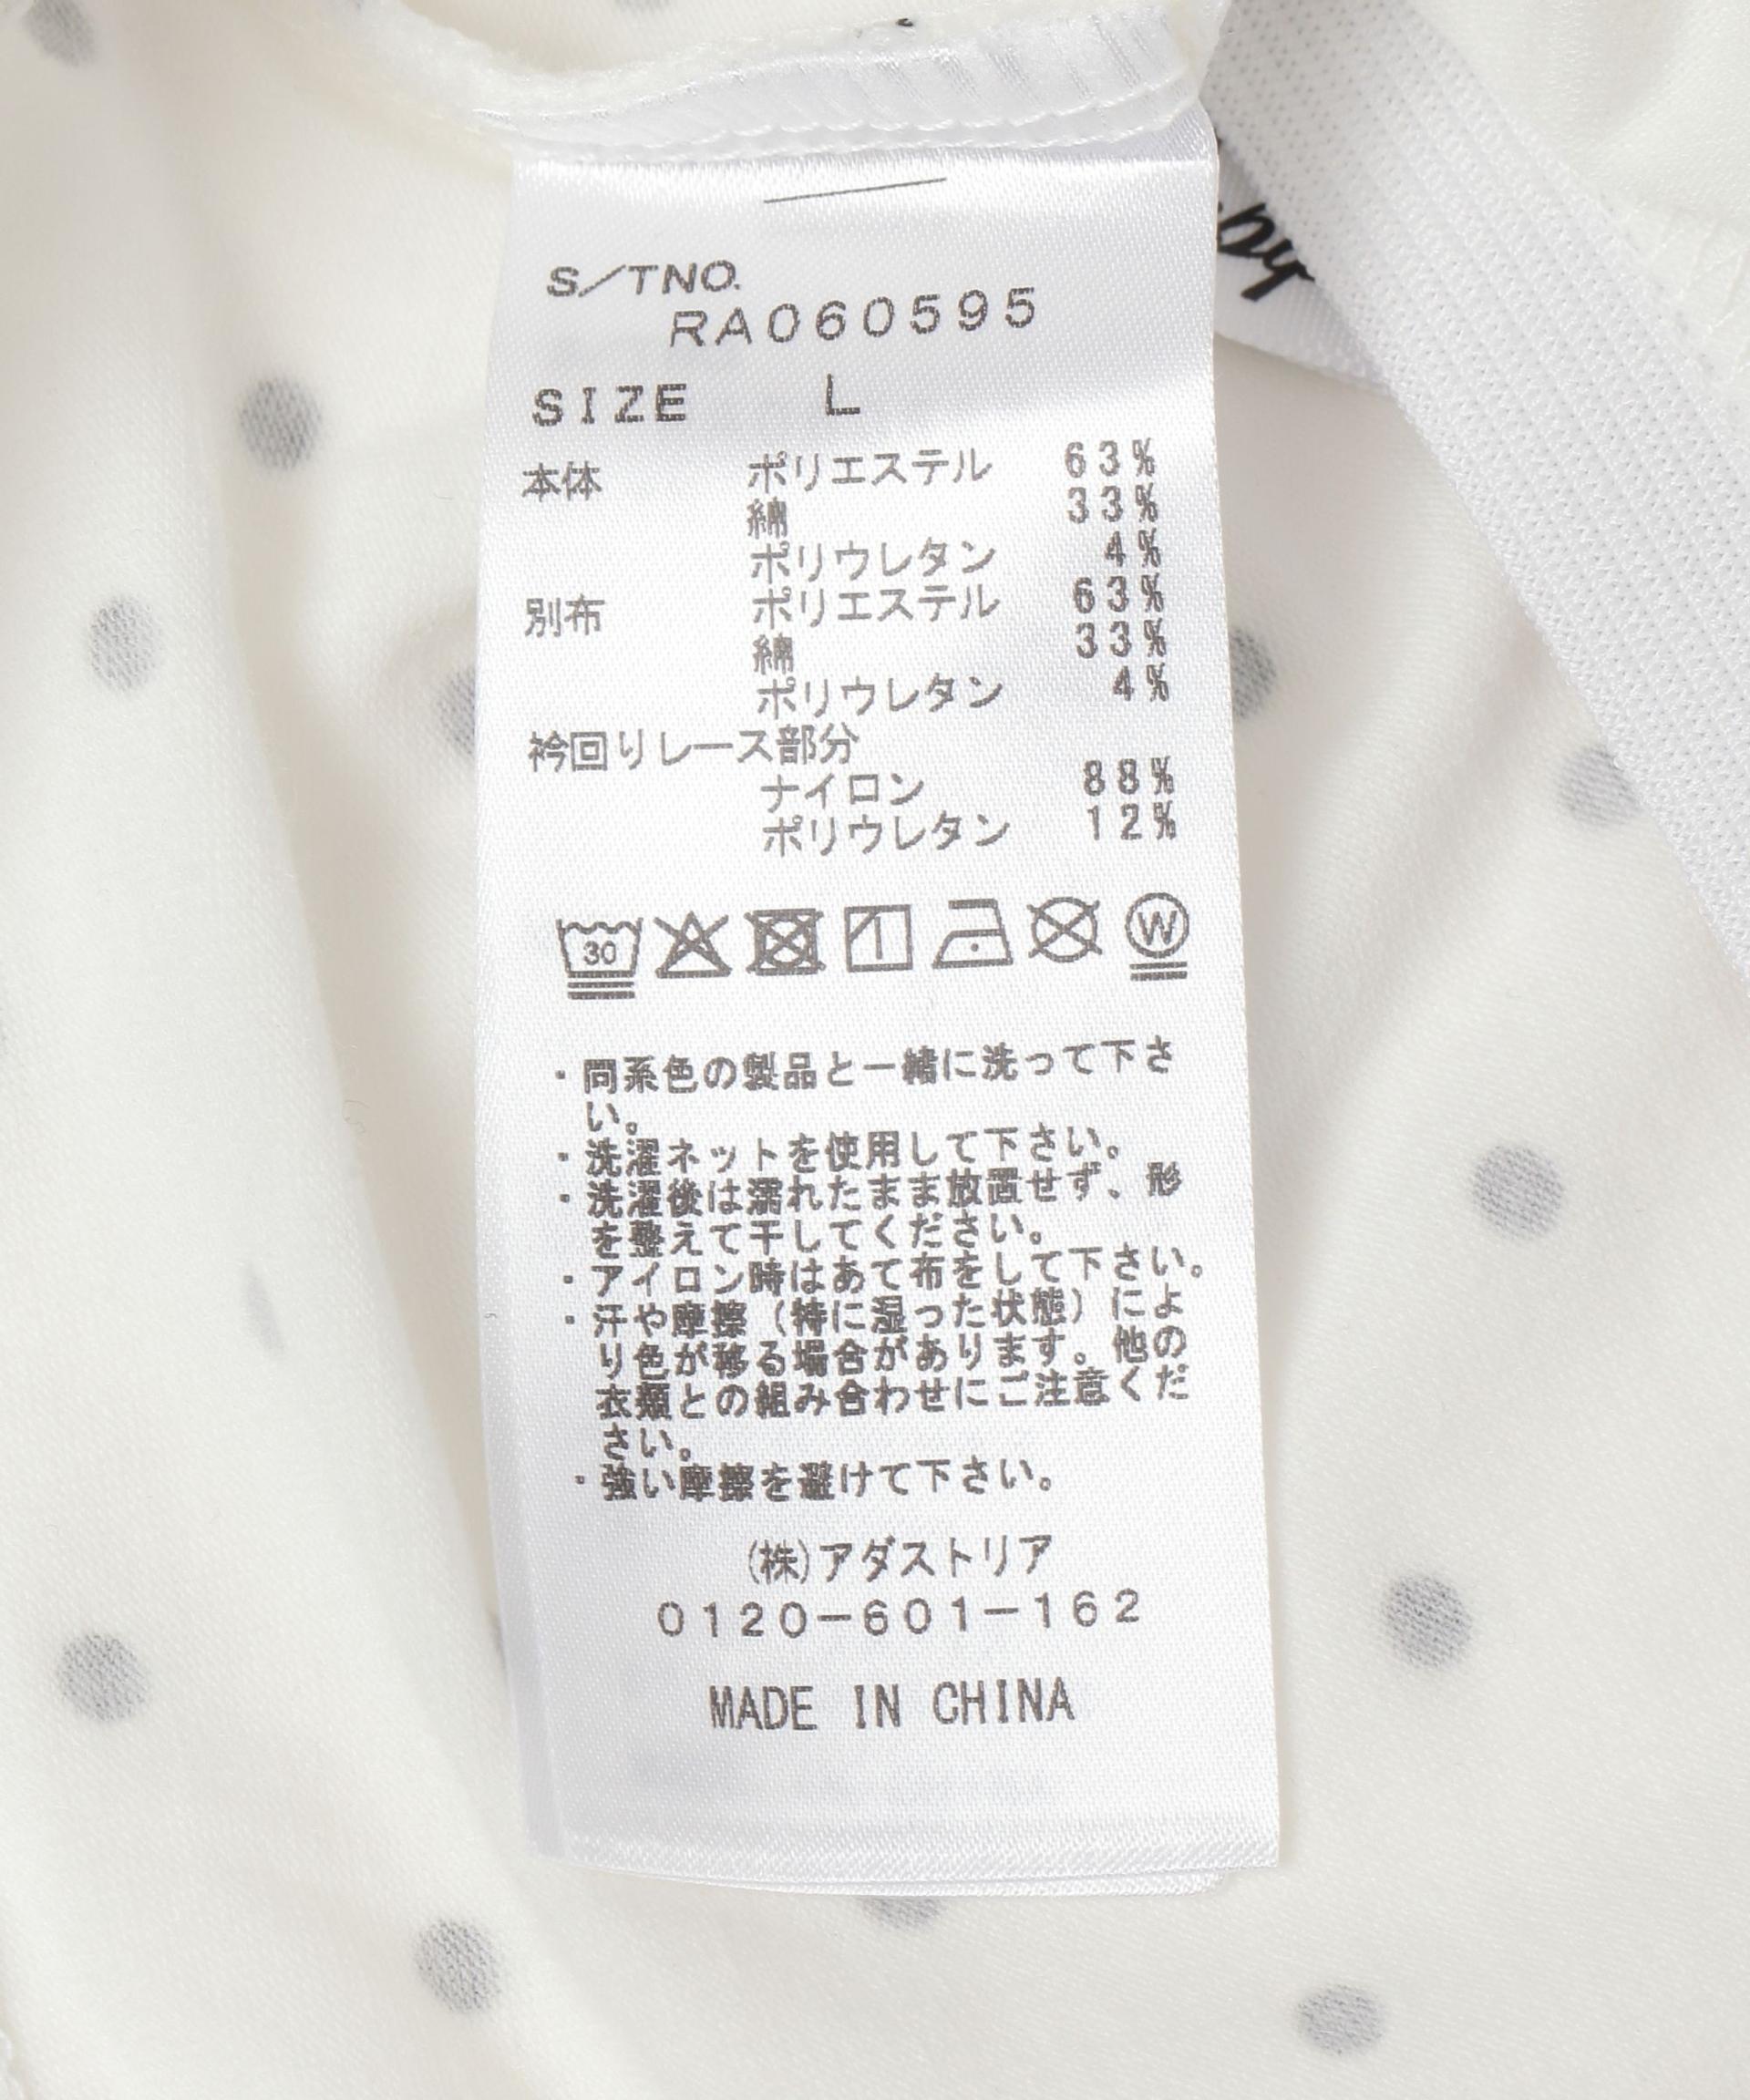 S/TNO.
RA060595
SIZE L
本体 ポリエステル 63%
綿 33%
ポリウレタン 4%
別布 ポリエステル 63%
綿 33%
ポリウレタン 4%
衿回りレース部分
ナイロン 88%
ポリウレタン 12%
30 W
・同系色の製品と一緒に洗って下さ
い。
・洗濯ネットを使用して下さい。
・洗濯後は濡れたまま放置せず、形
を整えて干してください。
・アイロン時はあて布をして下さい。
・汗や摩擦（特に湿った状態）によ
り色が移る場合があります。他の
衣類との組み合わせにご注意くだ
さい。
・強い摩擦を避けて下さい。
(株)アダストリア
0120-601-162
MADE IN CHINA